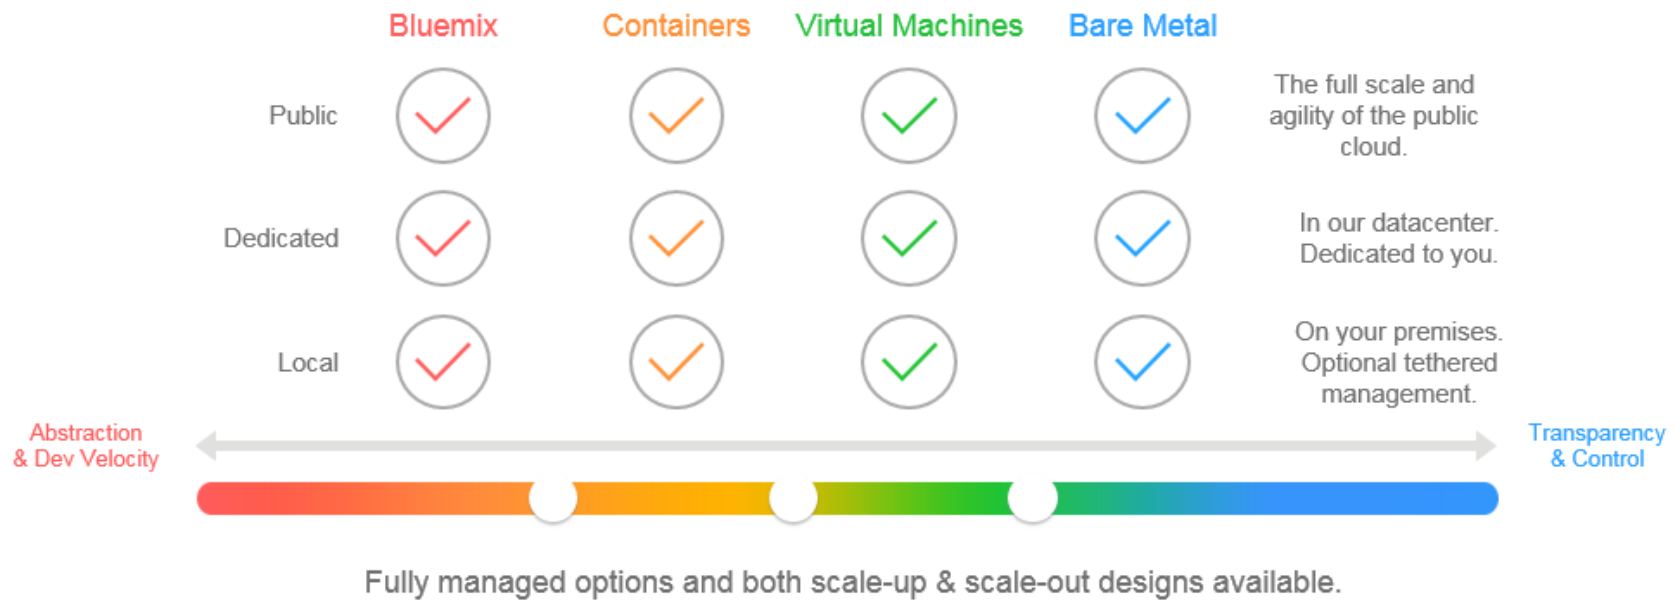 Bluemix Containers Virtual Machines Bare Metal
Public
The full scale and
agility of the public
cloud.
Dedicated
In our datacenter.
Dedicated to you.
Local
On your premises.
Optional tethered
management.
Abstraction
& Dev Velocity
Transparency
& Control
Fully managed options and both scale-up & scale-out designs available.